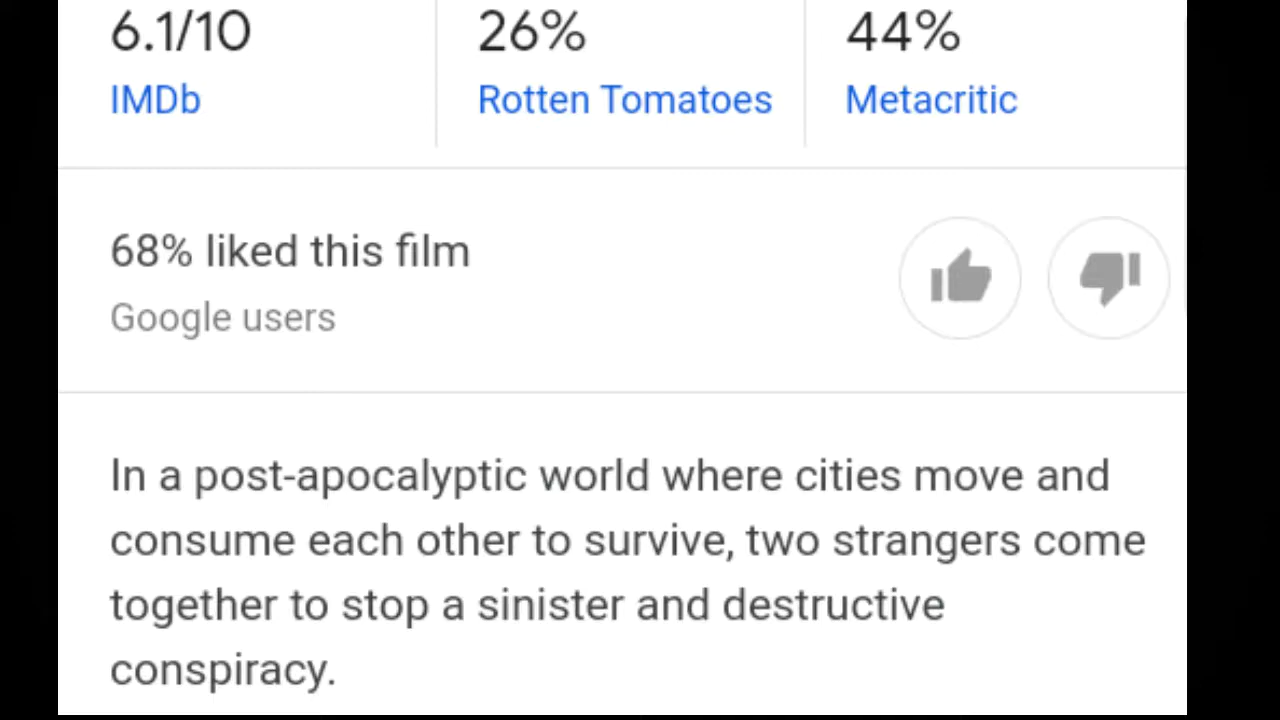 6.1/10 26% 44%
IMDb Rotten Tomatoes Metacritic
68% liked this film
Google users
In a post-apocalyptic world where cities move and
consume each other to survive, two strangers come
together to stop a sinister and destructive
conspiracy.